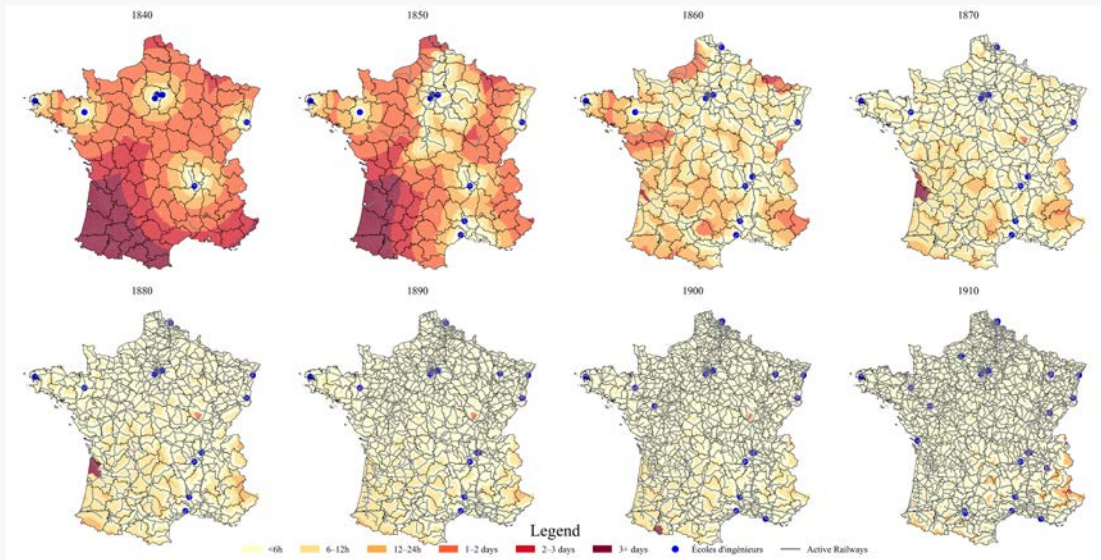 1840
1850
1860
1870
1880
1890
1900
1910
Legend
<6h
6–12h
12–24h
1–2 days
2–3 days
3+ days
Écoles d'ingénieurs
Active Railways